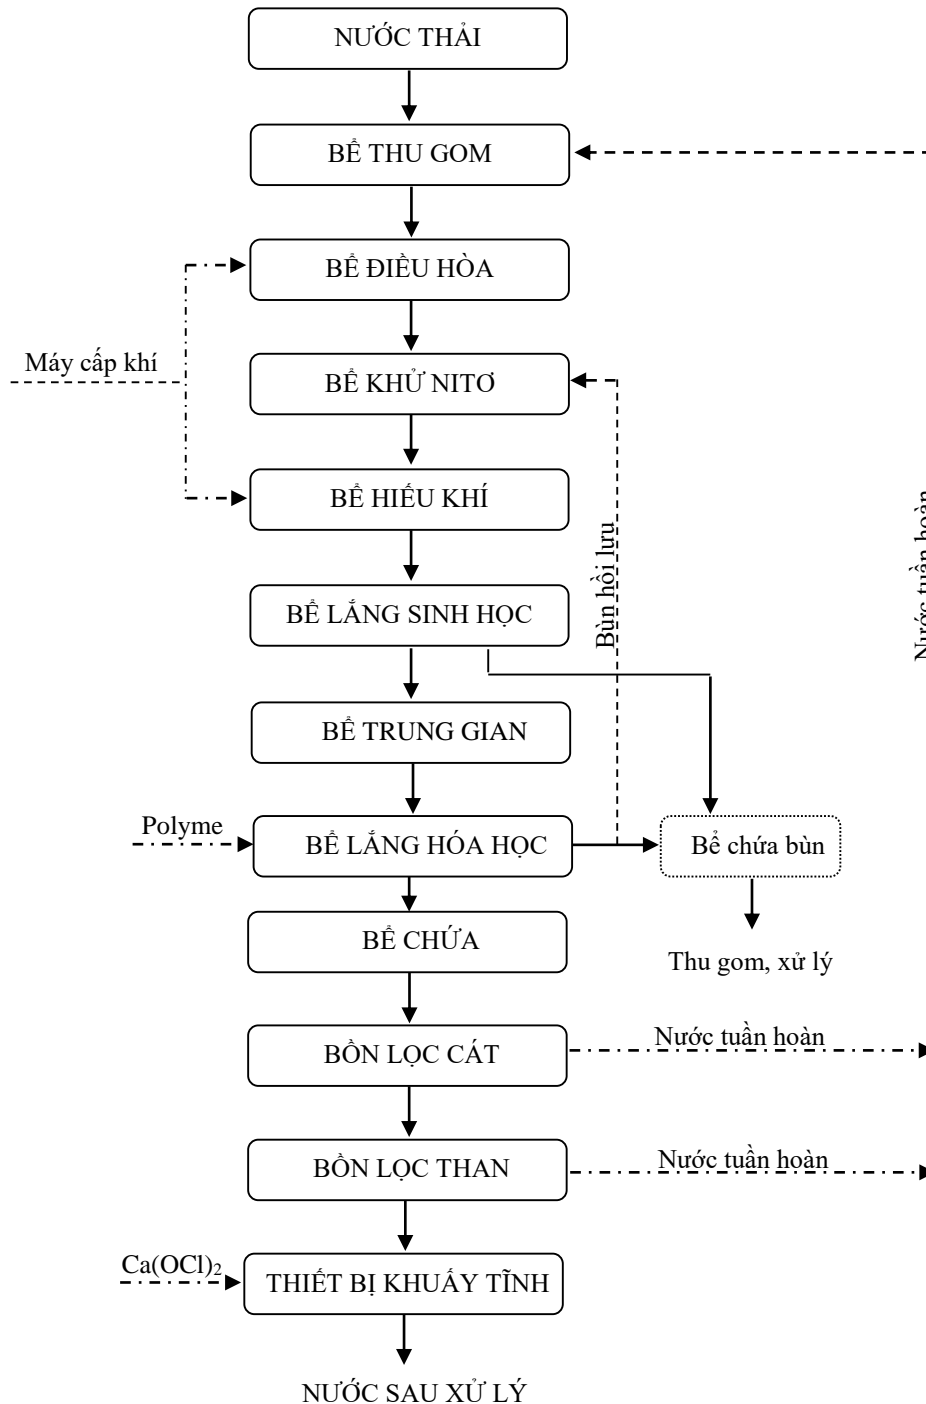 NƯỚC THẢI
BỂ THU GOM
BỂ ĐIỀU HÒA
Máy cấp khí
BỂ KHỬ NITƠ
BỂ HIẾU KHÍ
Bùn hồi lưu
Nước tuần hoàn
BỂ LẮNG SINH HỌC
BỂ TRUNG GIAN
Polyme
BỂ LẮNG HÓA HỌC
Bể chứa bùn
BỂ CHỨA
Thu gom, xử lý
BỒN LỌC CÁT
Nước tuần hoàn
BỒN LỌC THAN
Nước tuần hoàn
Ca(OCl)₂
THIẾT BỊ KHUẤY TĨNH
NƯỚC SAU XỬ LÝ